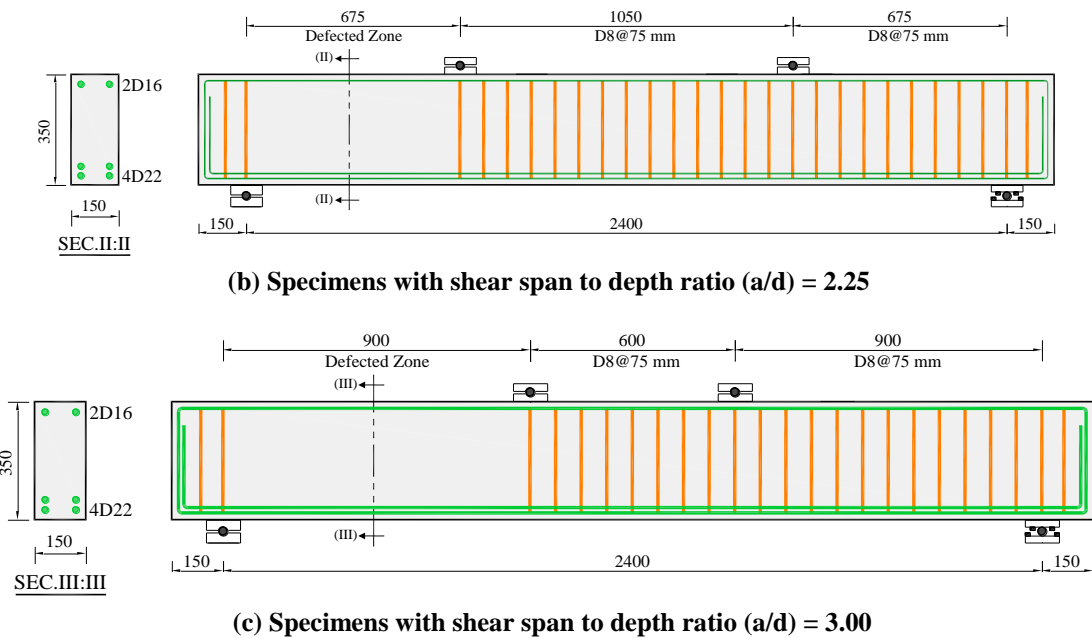 675 1050 675
Defected Zone D8@75 mm D8@75 mm
(II)
2D16
350
4D22
(II)
150
150 2400 150
SEC.II:II
(b) Specimens with shear span to depth ratio (a/d) = 2.25
900 600 900
Defected Zone D8@75 mm D8@75 mm
(III)
2D16
350
4D22
(III)
150
150 2400 150
SEC.III:III
(c) Specimens with shear span to depth ratio (a/d) = 3.00